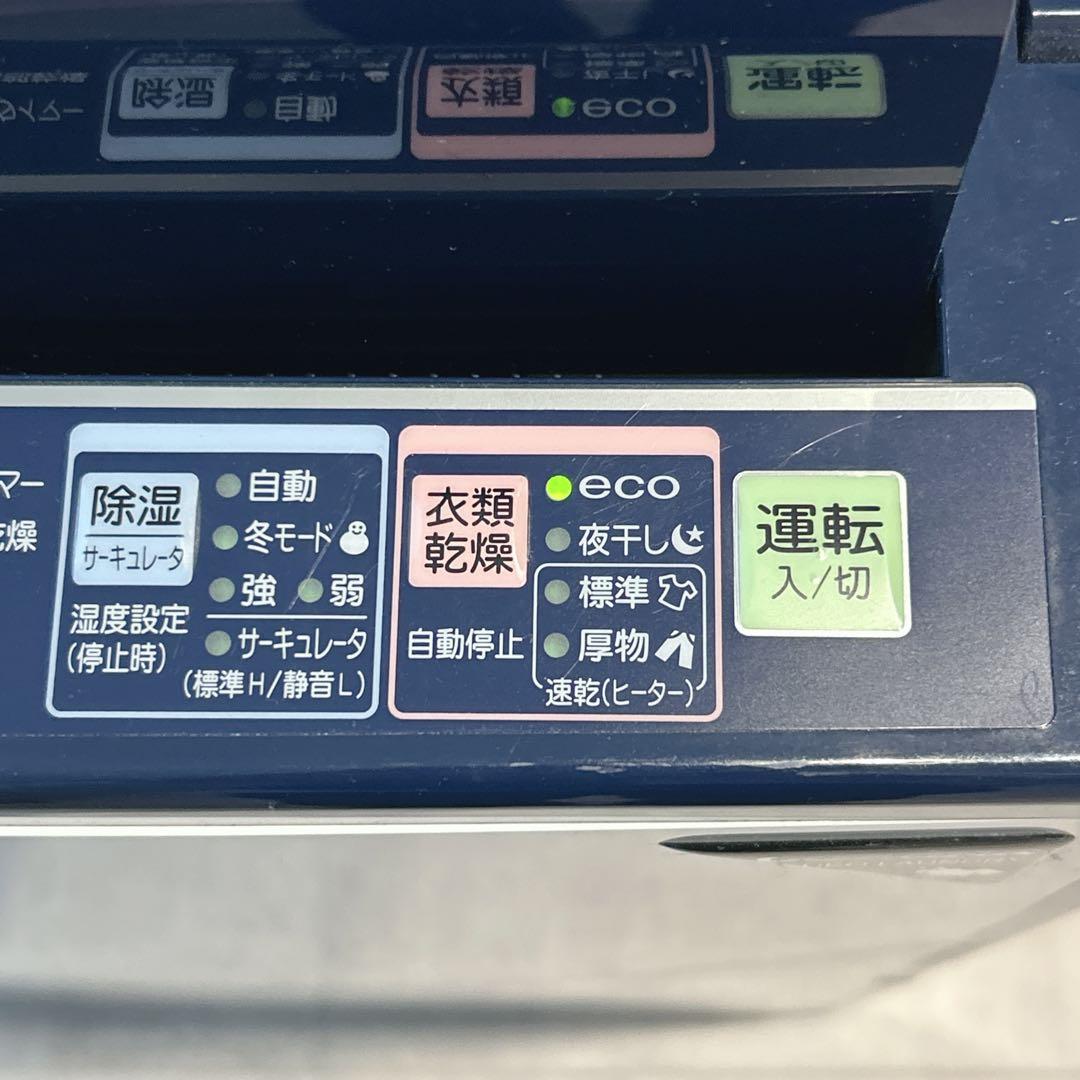 マー
乾燥
除湿
サーキュレータ
湿度設定
(停止時)
自動
冬モード
強 弱
サーキュレータ
(標準H/静音L)
衣類
乾燥
自動停止
eco
夜干し
標準
厚物
速乾(ヒーター)
運転
入/切